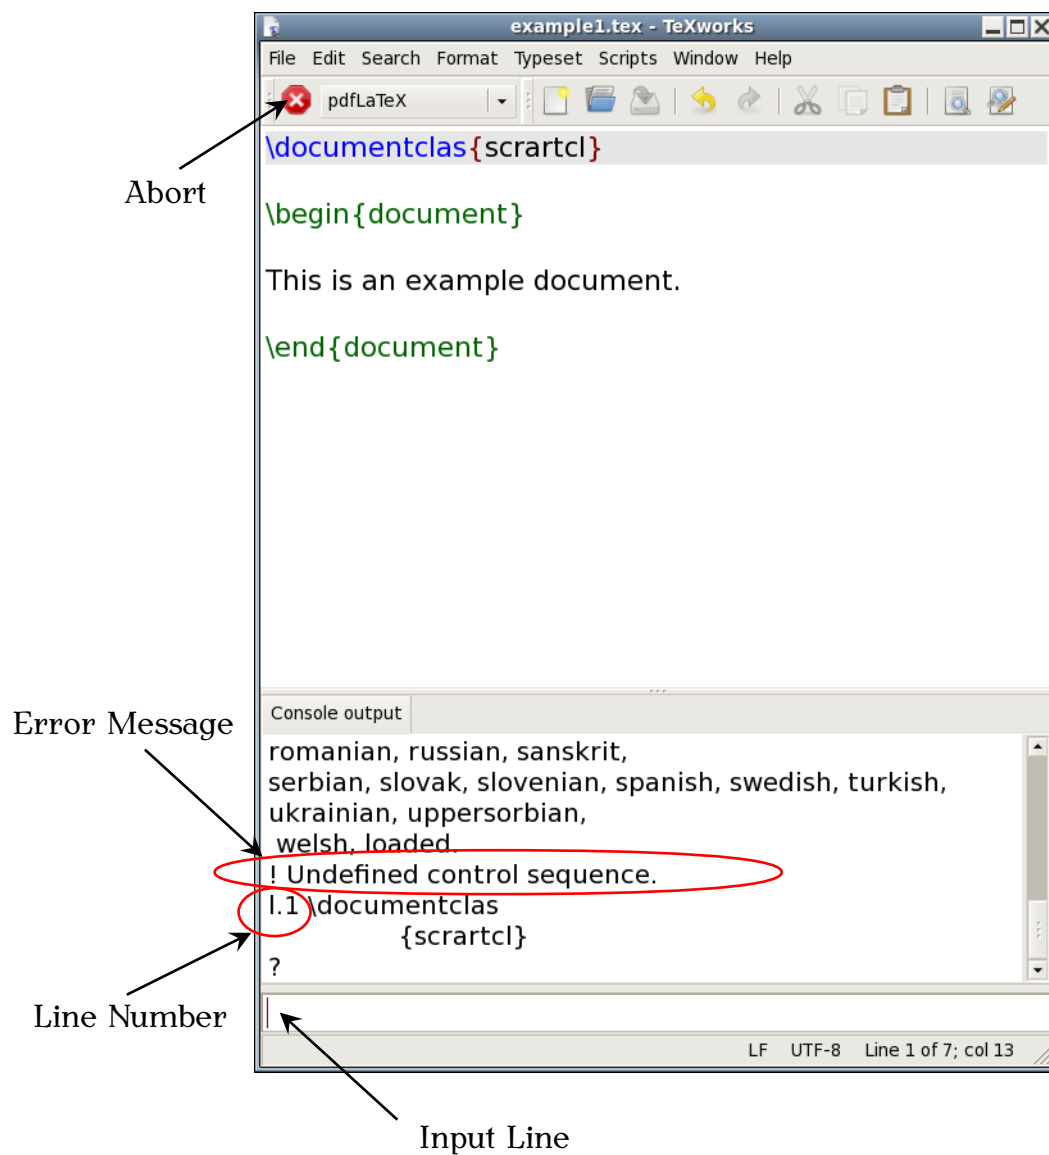 example1.tex - TeXworks
File Edit Search Format Typeset Scripts Window Help
pdfLaTeX
\documentclas{scrartcl}
Abort
\begin{document}
This is an example document.
\end{document}
Console output
Error Message
romanian, russian, sanskrit,
serbian, slovak, slovenian, spanish, swedish, turkish,
ukrainian, uppersorbian,
welsh, loaded.
! Undefined control sequence.
l.1 \documentclas
{scrartcl}
?
Line Number
LF UTF-8 Line 1 of 7; col 13
Input Line